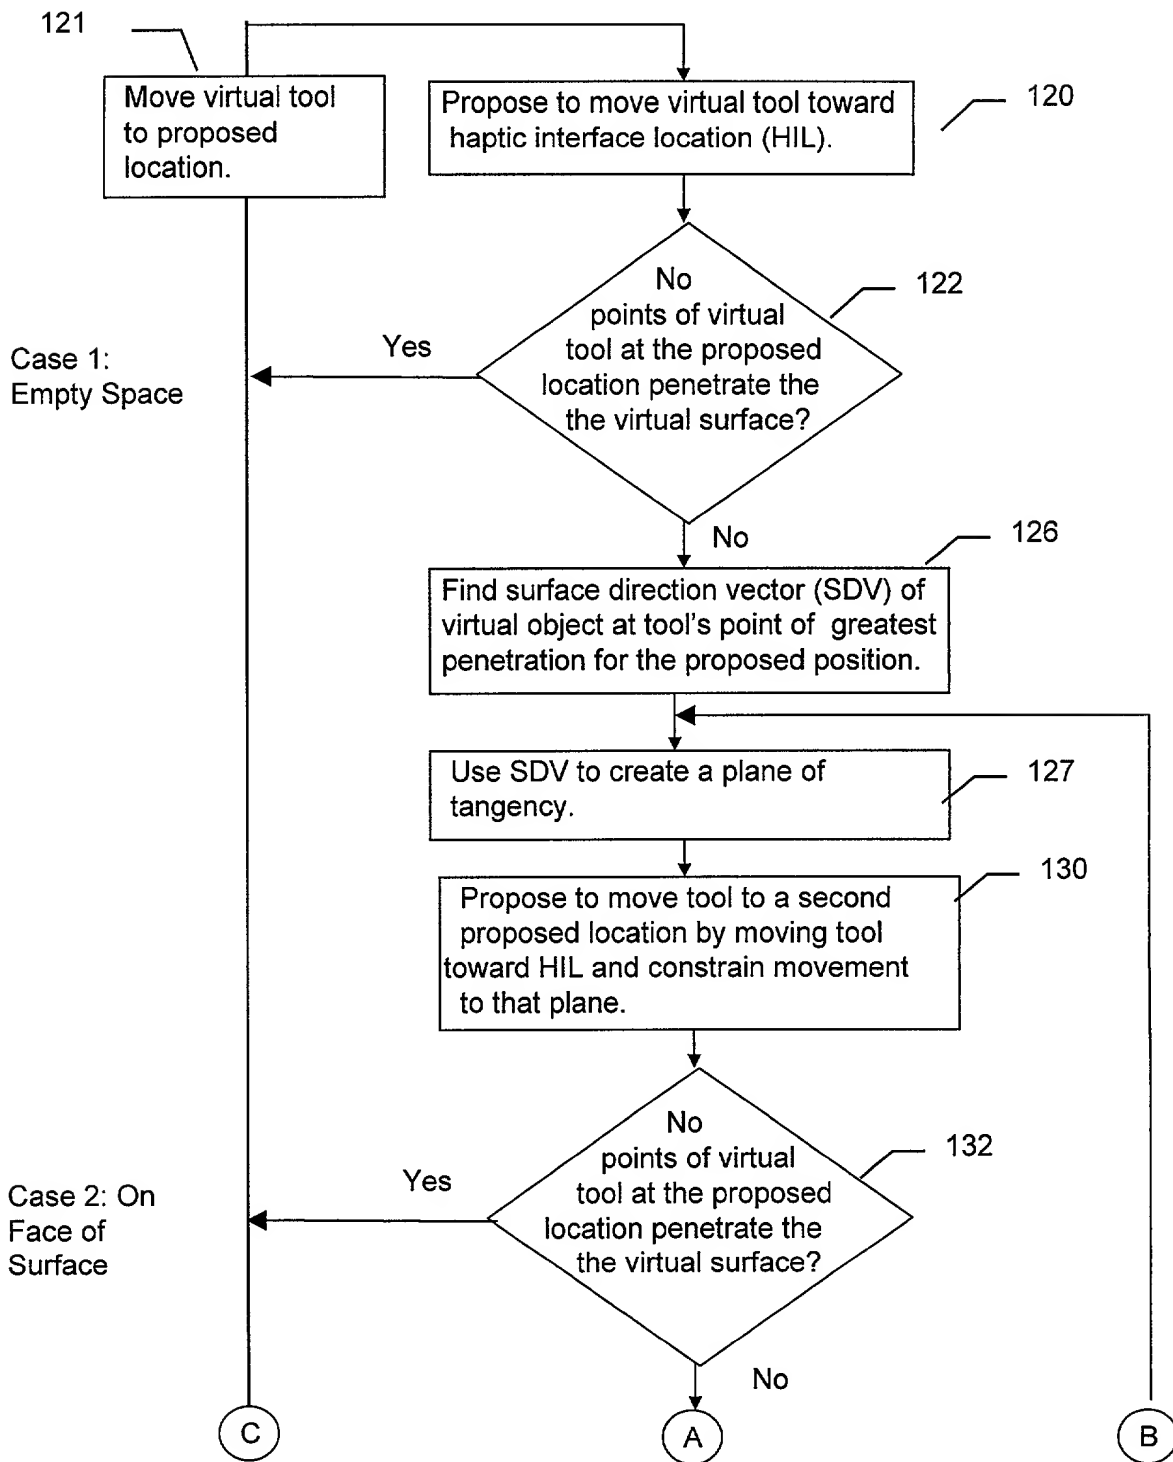 121
Move virtual tool
to proposed
location.
Propose to move virtual tool toward
haptic interface location (HIL).
120
No
points of virtual
tool at the proposed
location penetrate the
the virtual surface?
122
Yes
Case 1:
Empty Space
No
126
Find surface direction vector (SDV) of
virtual object at tool's point of greatest
penetration for the proposed position.
Use SDV to create a plane of
tangency.
127
130
Propose to move tool to a second
proposed location by moving tool
toward HIL and constrain movement
to that plane.
No
points of virtual
tool at the proposed
location penetrate the
the virtual surface?
132
Yes
Case 2: On
Face of
Surface
No
C
A
B